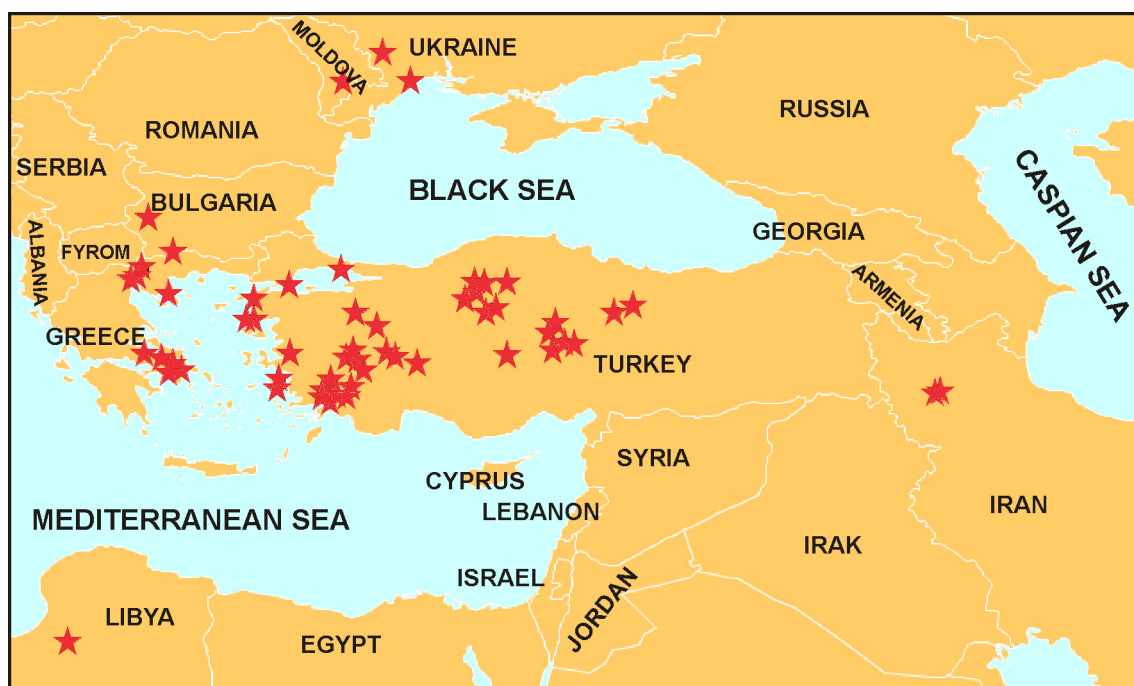 MOLDOVA
UKRAINE
RUSSIA
ROMANIA
SERBIA
BULGARIA
BLACK SEA
CASPIAN SEA
ALBANIA
FYROM
GEORGIA
ARMENIA
GREECE
TURKEY
SYRIA
CYPRUS
LEBANON
IRAN
MEDITERRANEAN SEA
IRAK
ISRAEL
JORDAN
LIBYA
EGYPT